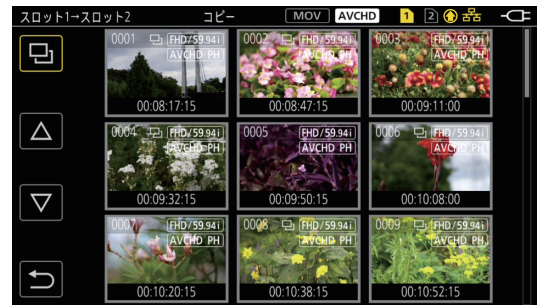 スロット1→スロット2 コピー MOV AVCHD 1 2
0001 FHD/59.94i 0002 FHD/59.94i 0003 FHD/59.94i
AVCHD PH AVCHD PH AVCHD PH
00:08:17:15 00:08:47:15 00:09:11:00
0004 FHD/59.94i 0005 FHD/59.94i 0006 FHD/59.94i
AVCHD PH AVCHD PH AVCHD PH
00:09:32:15 00:09:50:15 00:10:08:00
0007 FHD/59.94i 0008 FHD/59.94i 0009 FHD/59.94i
AVCHD PH AVCHD PH AVCHD PH
00:10:20:15 00:10:38:15 00:10:52:15